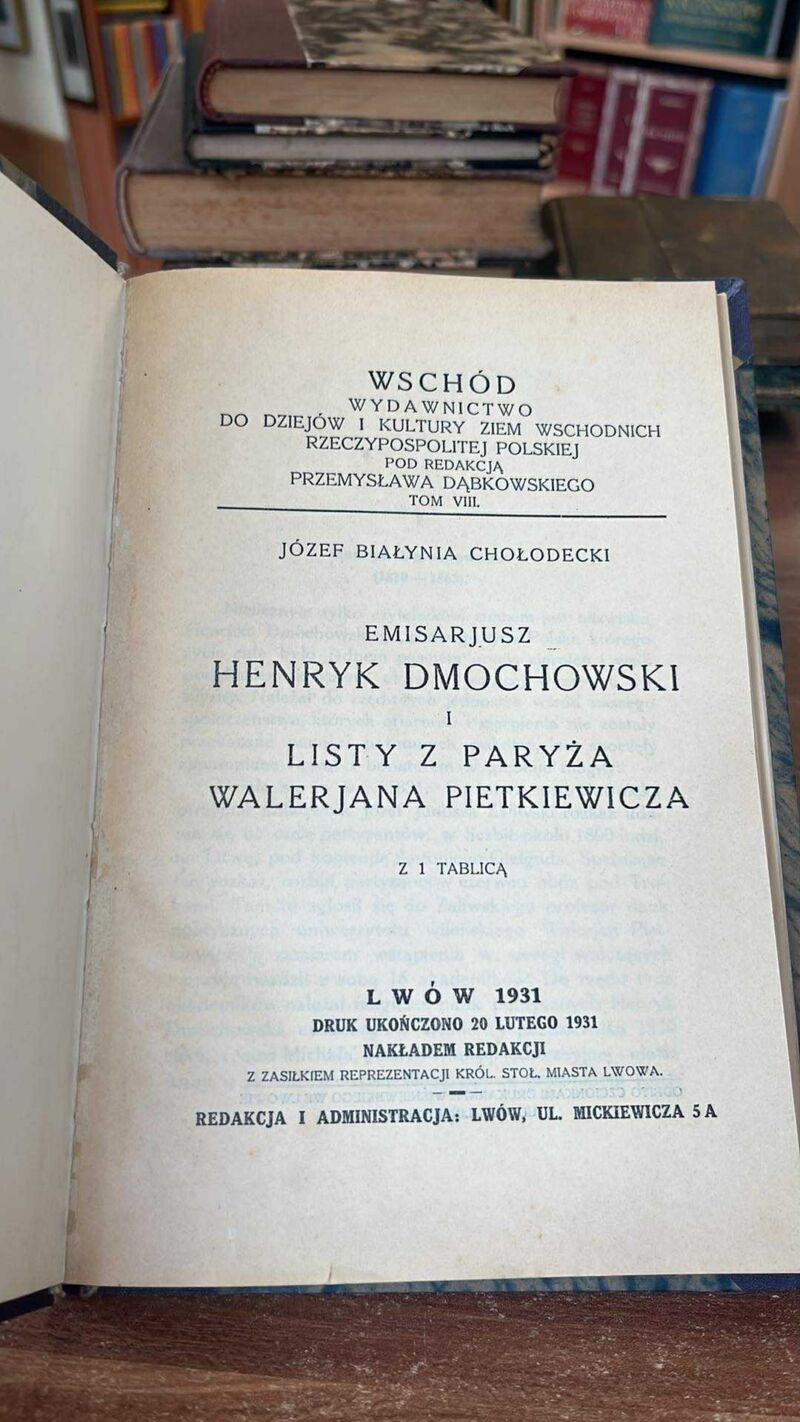 WSCHÓD
WYDAWNICTWO
DO DZIEJÓW I KULTURY ZIEM WSCHODNICH
RZECZYPOSPOLITEJ POLSKIEJ
POD REDAKCJĄ
PRZEMYSŁAWA DĄBKOWSKIEGO
TOM VIII.
JÓZEF BIAŁYNIA CHOŁODECKI
EMISARJUSZ
HENRYK DMOCHOWSKI
I
LISTY Z PARYŻA
WALERJANA PIETKIEWICZA
Z 1 TABLICĄ
LWÓW 1931
DRUK UKOŃCZONO 20 LUTEGO 1931
NAKŁADEM REDAKCJI
Z ZASIŁKIEM REPREZENTACJI KRÓL. STOŁ. MIASTA LWOWA.
REDAKCJA I ADMINISTRACJA: LWÓW, UL. MICKIEWICZA 5 A